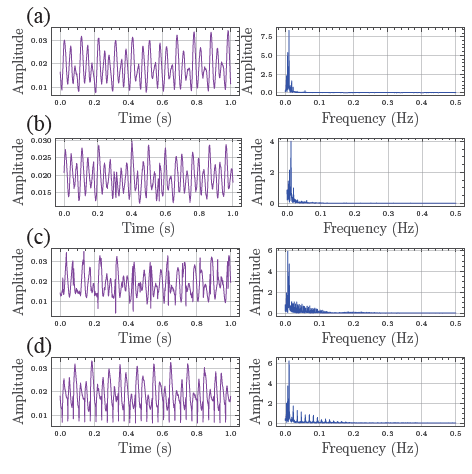 (a)
Amplitude
0.03
0.02
0.01
0.0 0.2 0.4 0.6 0.8 1.0
Time (s)
Amplitude
7.5
5.0
2.5
0.0
0.0 0.1 0.2 0.3 0.4 0.5
Frequency (Hz)
(b)
Amplitude
0.030
0.025
0.020
0.015
0.0 0.2 0.4 0.6 0.8 1.0
Time (s)
Amplitude
4
2
0
0.0 0.1 0.2 0.3 0.4 0.5
Frequency (Hz)
(c)
Amplitude
0.03
0.02
0.01
0.0 0.2 0.4 0.6 0.8 1.0
Time (s)
Amplitude
6
4
2
0
0.0 0.1 0.2 0.3 0.4 0.5
Frequency (Hz)
(d)
Amplitude
0.03
0.02
0.01
0.0 0.2 0.4 0.6 0.8 1.0
Time (s)
Amplitude
6
4
2
0
0.0 0.1 0.2 0.3 0.4 0.5
Frequency (Hz)